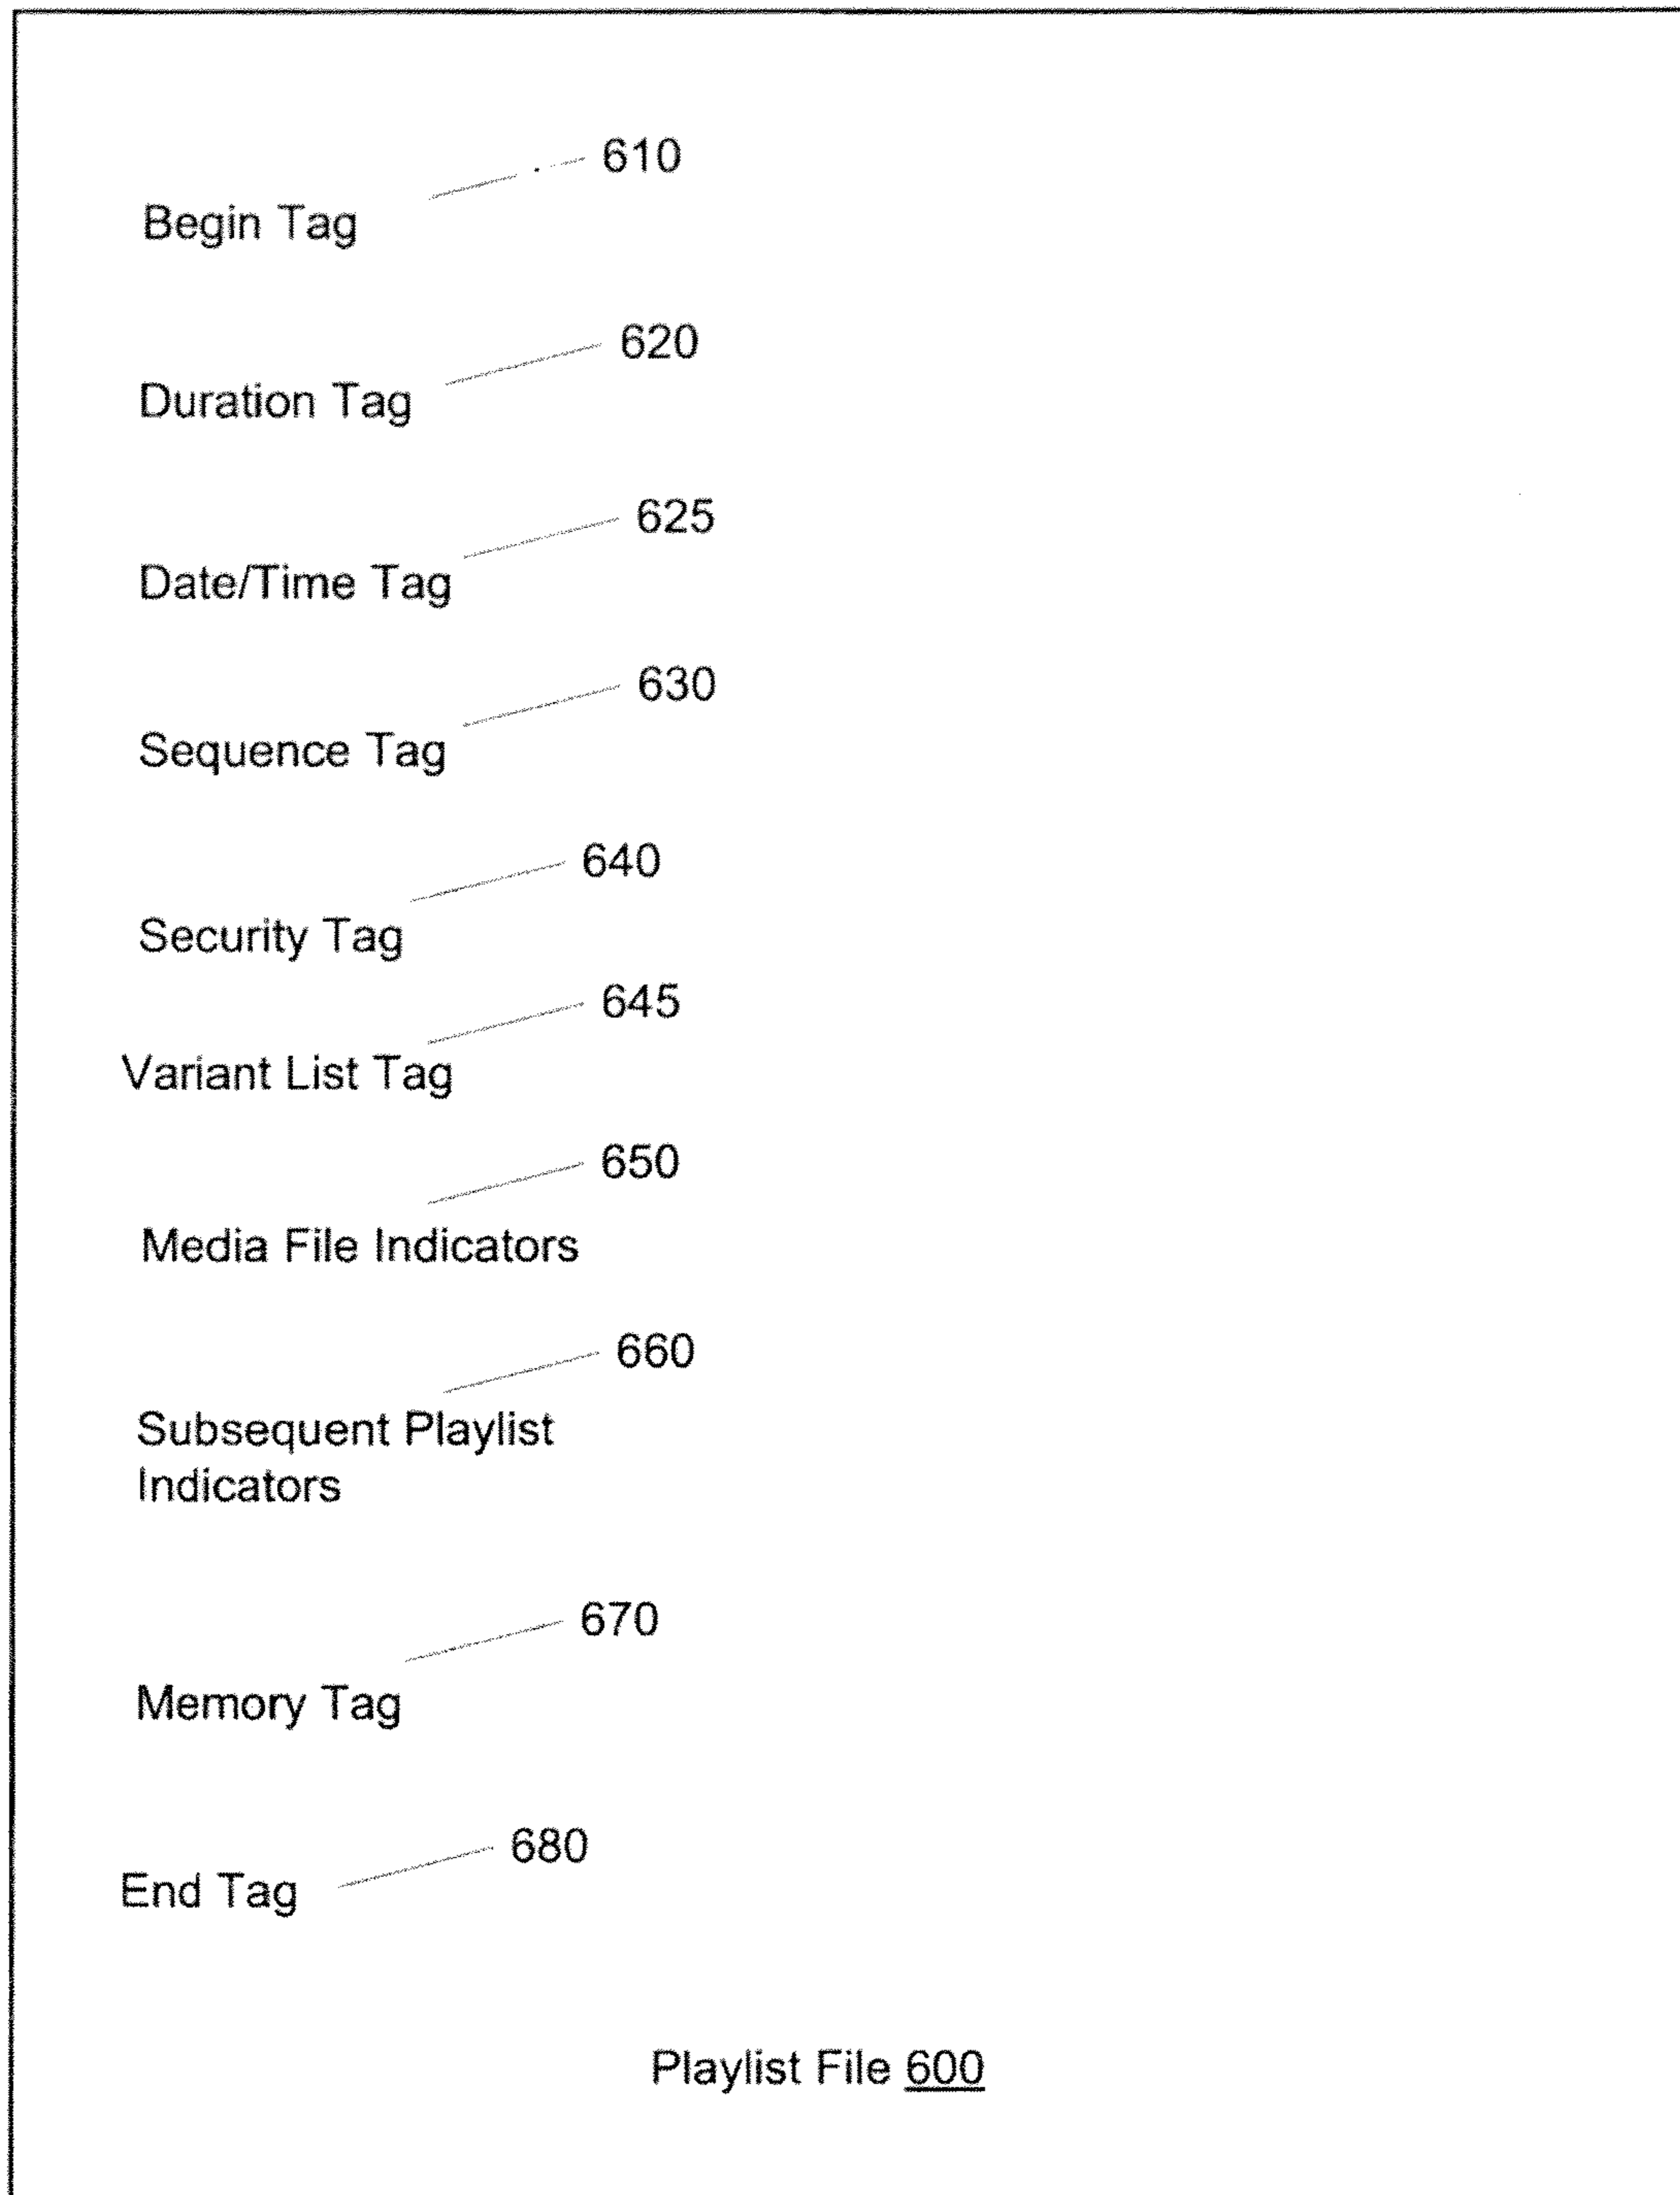 610
Begin Tag
620
Duration Tag
625
Date/Time Tag
630
Sequence Tag
640
Security Tag
645
Variant List Tag
650
Media File Indicators
660
Subsequent Playlist
Indicators
670
Memory Tag
680
End Tag
Playlist File 600